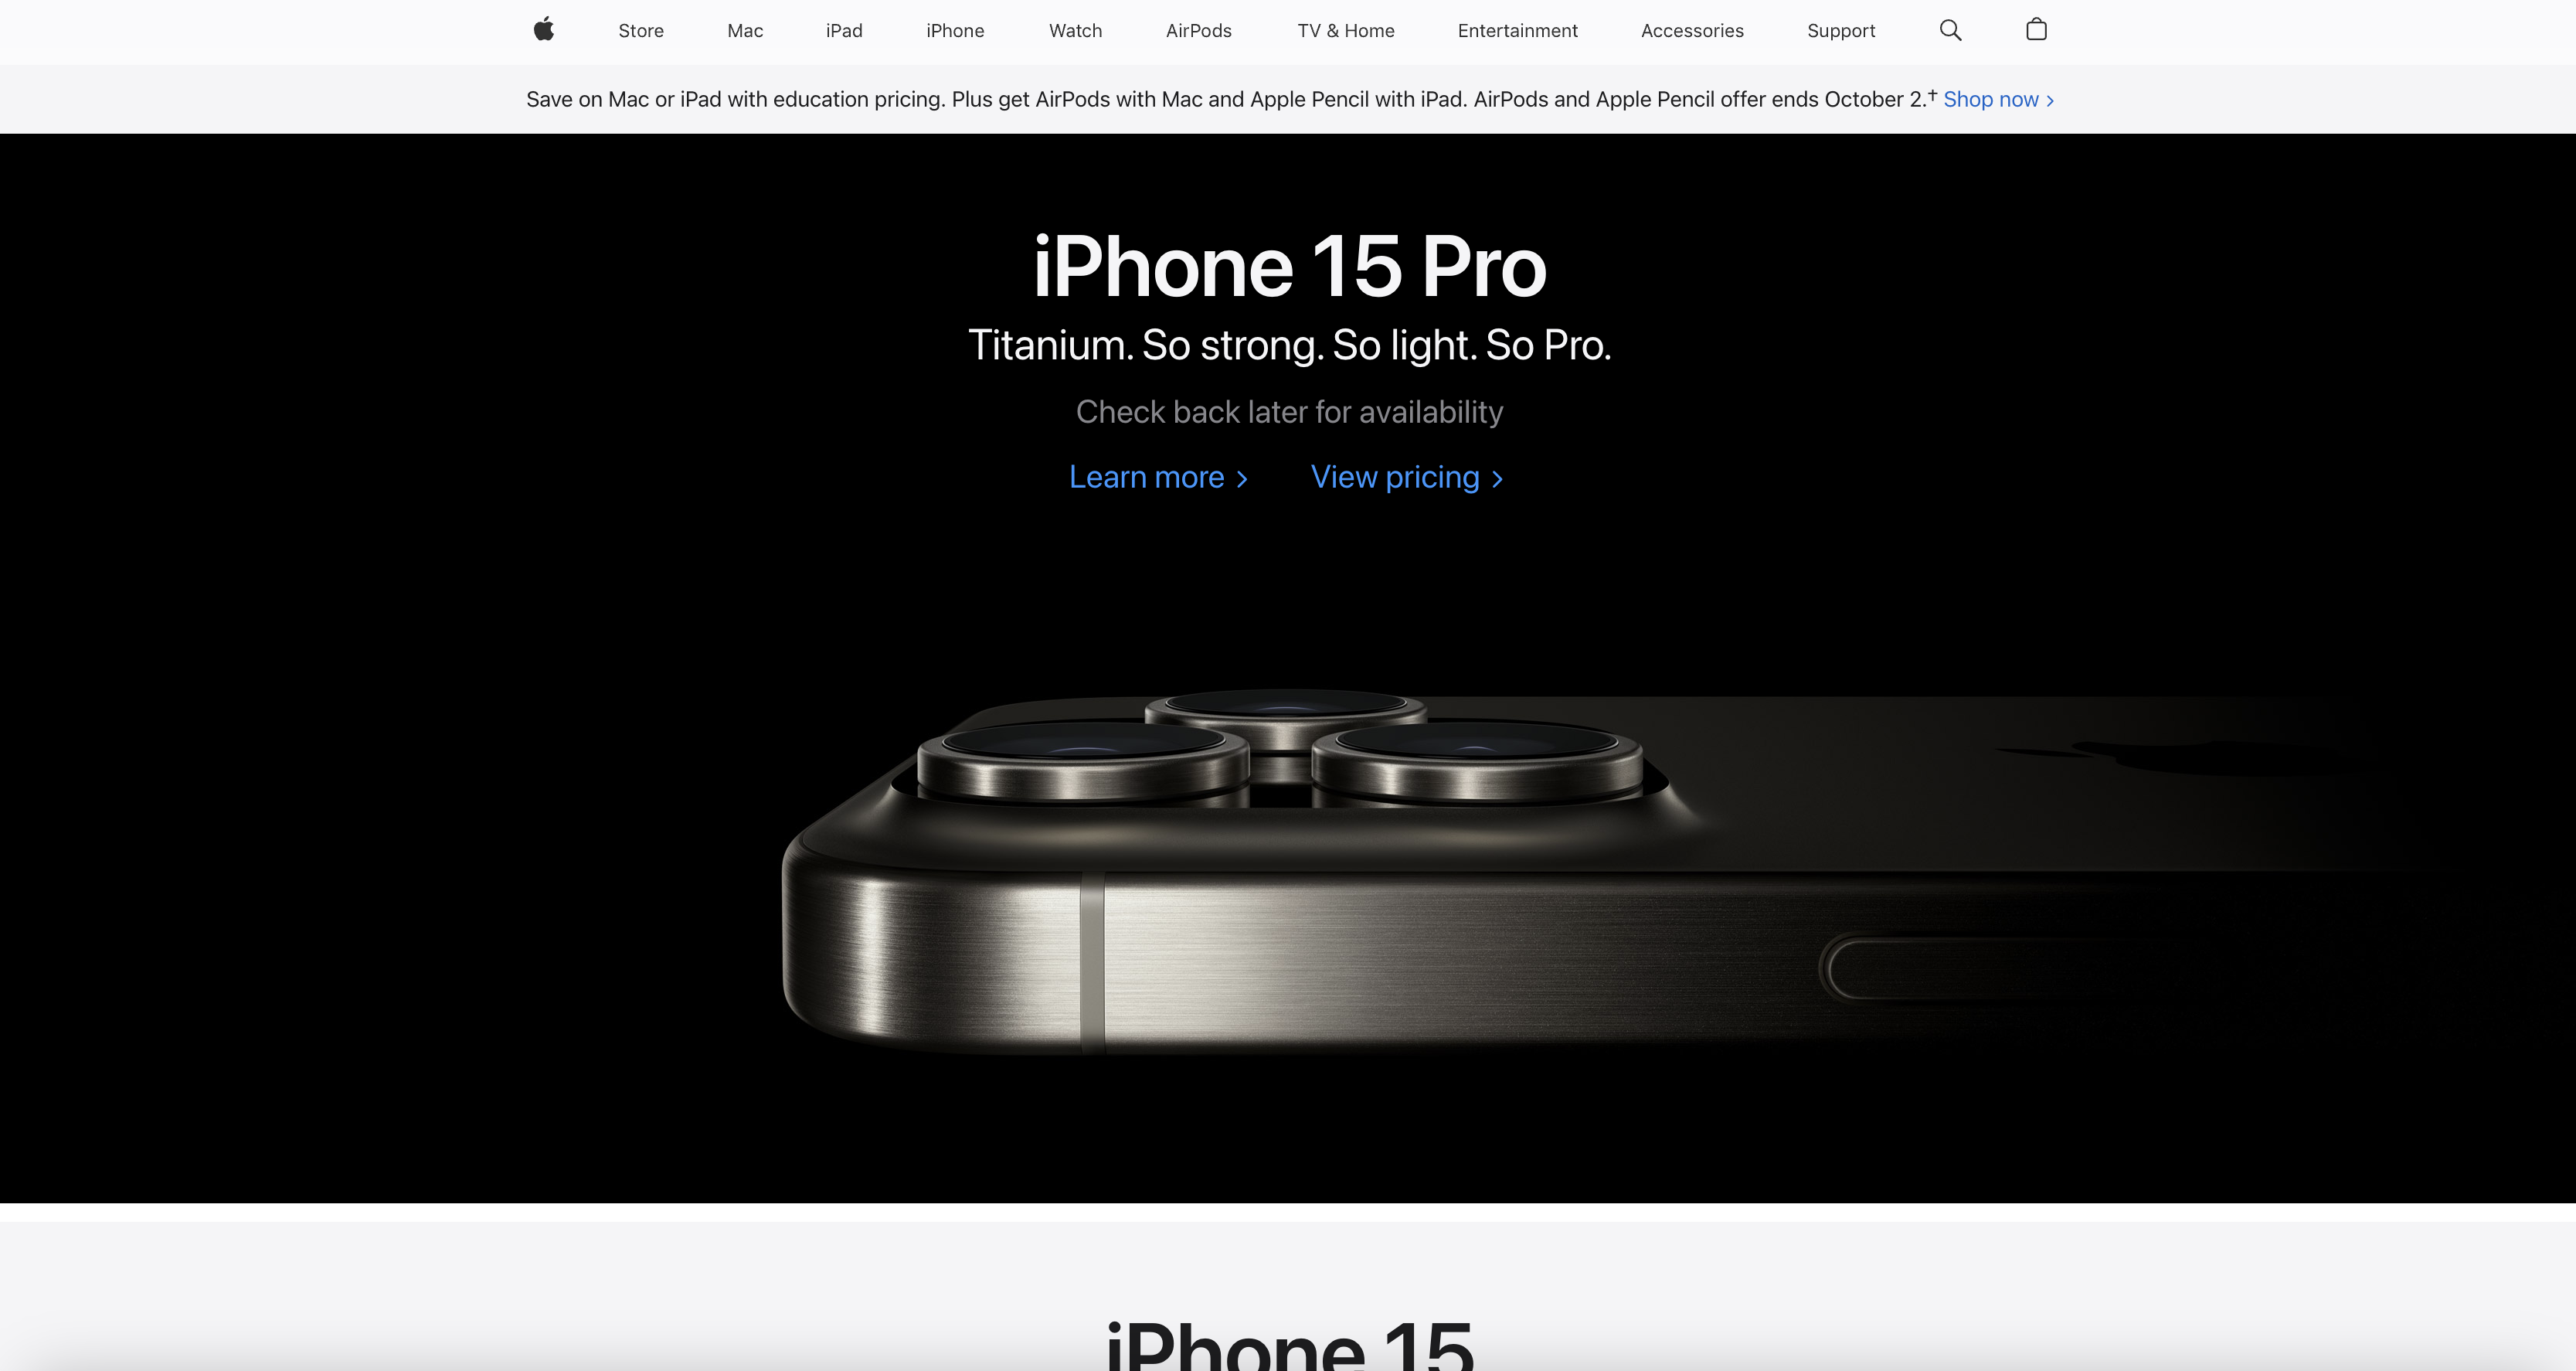 Store Mac iPad iPhone Watch AirPods TV & Home Entertainment Accessories Support
Save on Mac or iPad with education pricing. Plus get AirPods with Mac and Apple Pencil with iPad. AirPods and Apple Pencil offer ends October 2.† Shop now >
iPhone 15 Pro
Titanium. So strong. So light. So Pro.
Check back later for availability
Learn more > View pricing >
iPhone 15